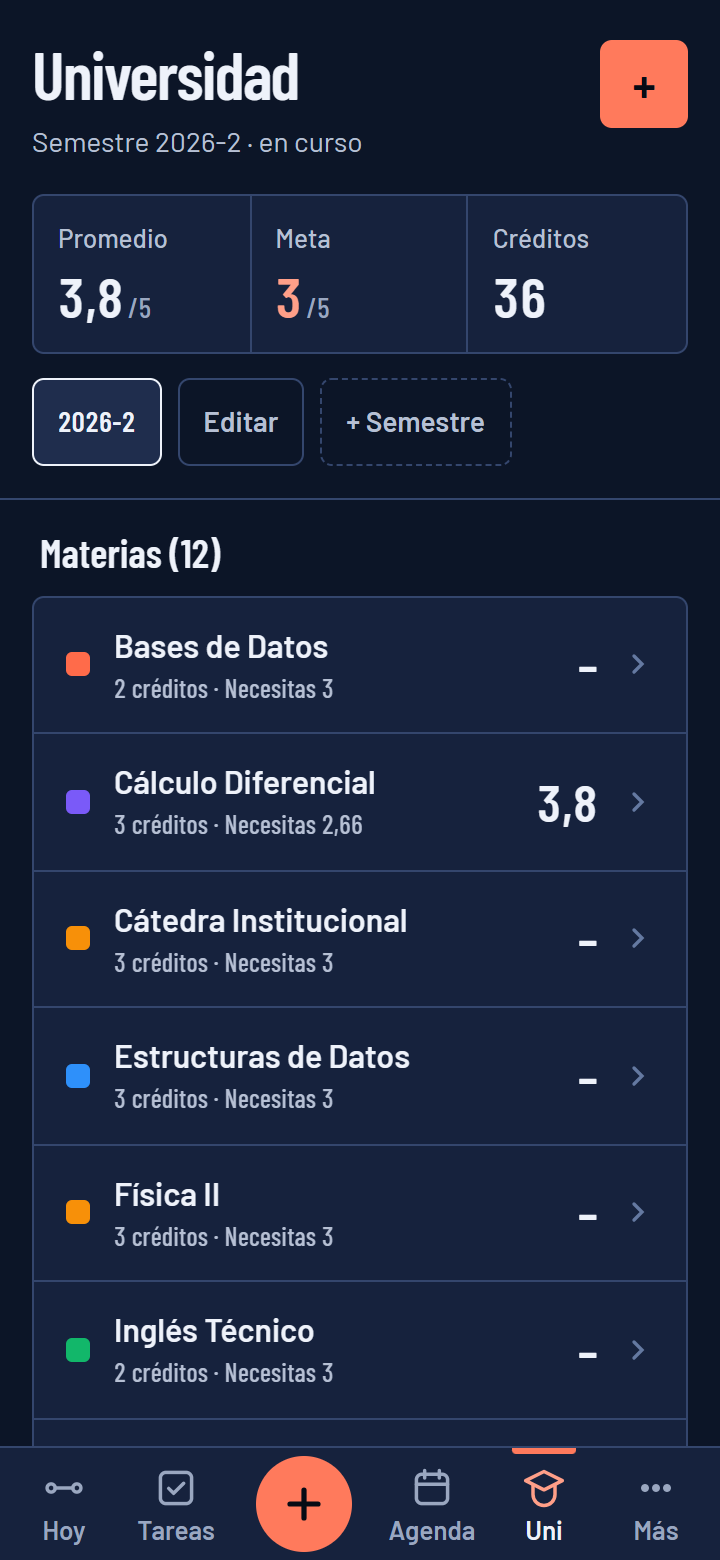 Universidad
+
Semestre 2026-2 · en curso
Promedio Meta Créditos
3,8 /5 3 /5 36
2026-2 Editar + Semestre
Materias (12)
Bases de Datos
2 créditos · Necesitas 3
–
Cálculo Diferencial
3 créditos · Necesitas 2,66
3,8
Cátedra Institucional
3 créditos · Necesitas 3
–
Estructuras de Datos
3 créditos · Necesitas 3
–
Física II
3 créditos · Necesitas 3
–
Inglés Técnico
2 créditos · Necesitas 3
–
Hoy Tareas + Agenda Uni Más